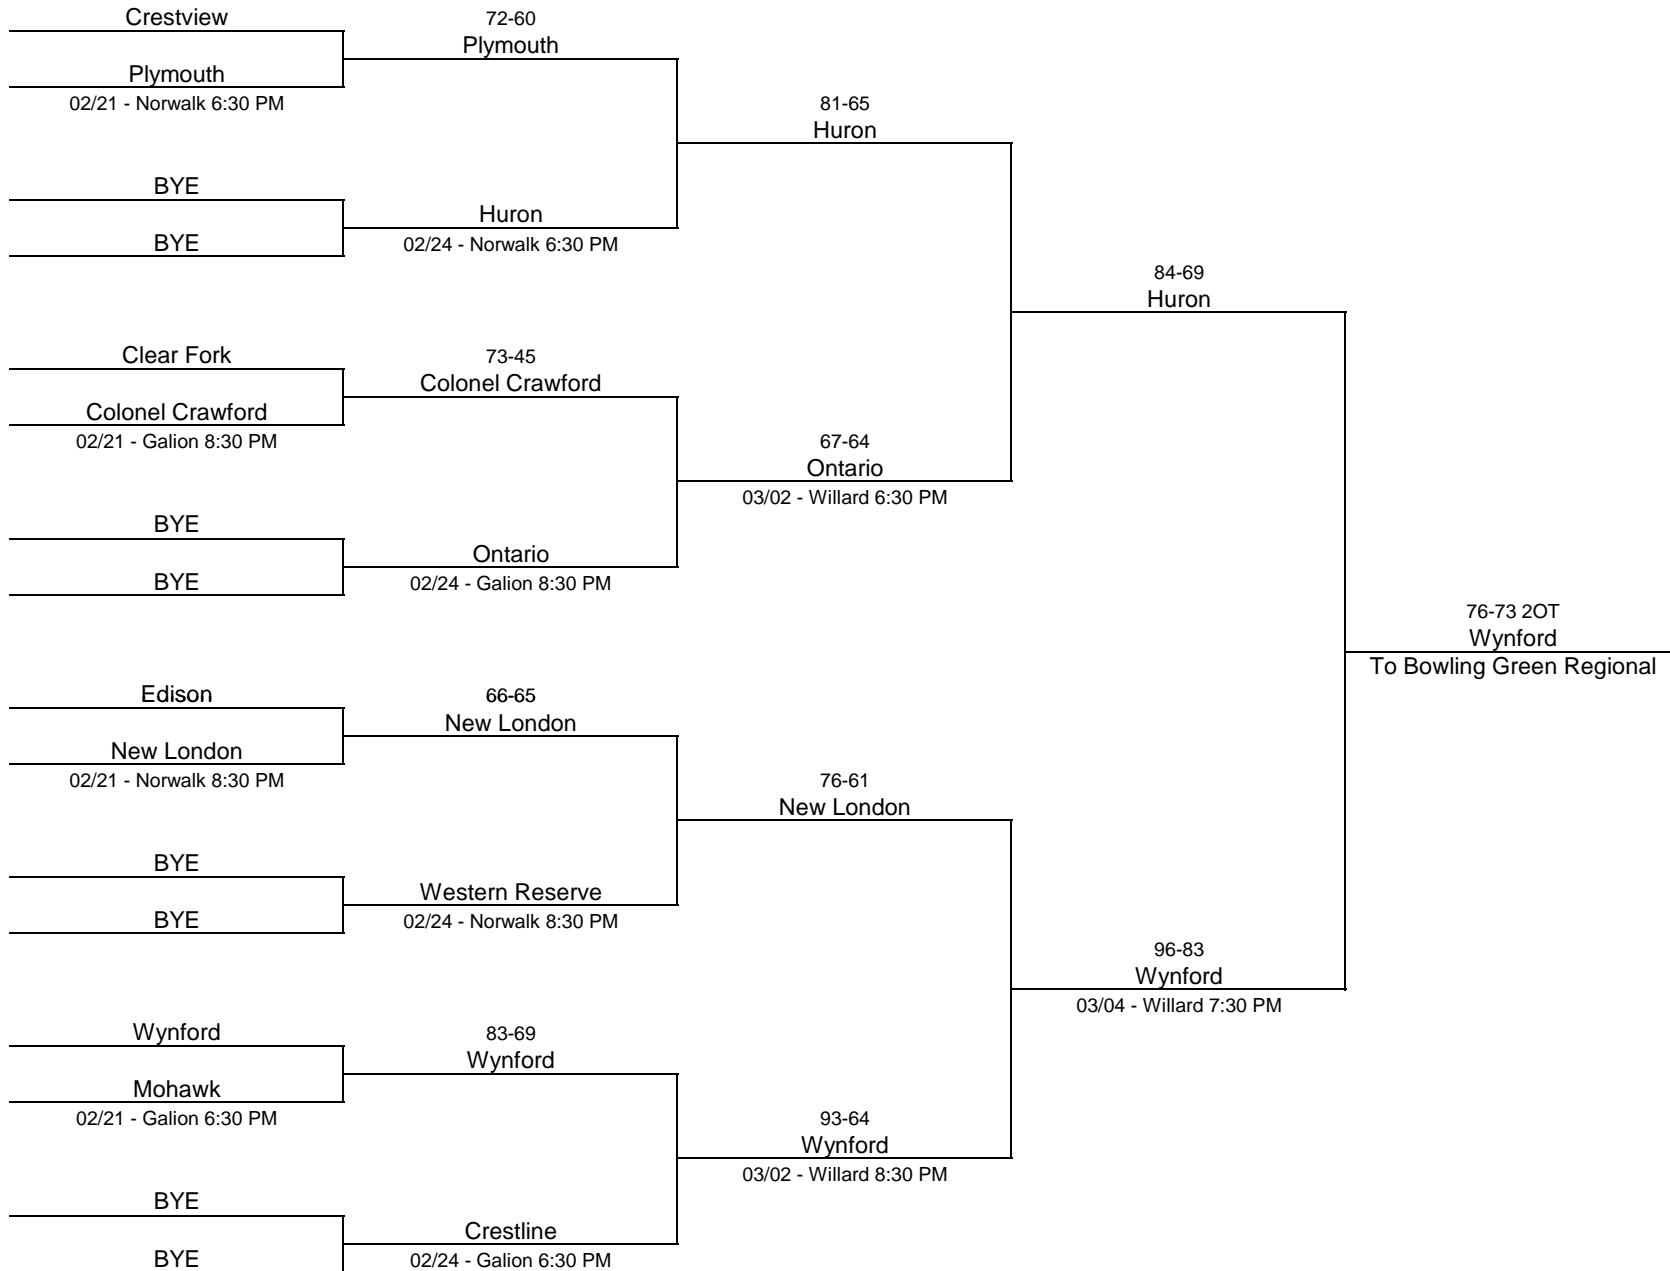 Crestview
Plymouth
02/21 - Norwalk 6:30 PM
BYE
BYE
Clear Fork
Colonel Crawford
02/21 - Galion 8:30 PM
BYE
BYE
Edison
New London
02/21 - Norwalk 8:30 PM
BYE
BYE
Wynford
Mohawk
02/21 - Galion 6:30 PM
BYE
BYE
72-60
Plymouth
Huron
02/24 - Norwalk 6:30 PM
73-45
Colonel Crawford
Ontario
02/24 - Galion 8:30 PM
66-65
New London
Western Reserve
02/24 - Norwalk 8:30 PM
83-69
Wynford
Crestline
02/24 - Galion 6:30 PM
81-65
Huron
67-64
Ontario
03/02 - Willard 6:30 PM
76-61
New London
93-64
Wynford
03/02 - Willard 8:30 PM
84-69
Huron
96-83
Wynford
03/04 - Willard 7:30 PM
76-73 2OT
Wynford
To Bowling Green Regional